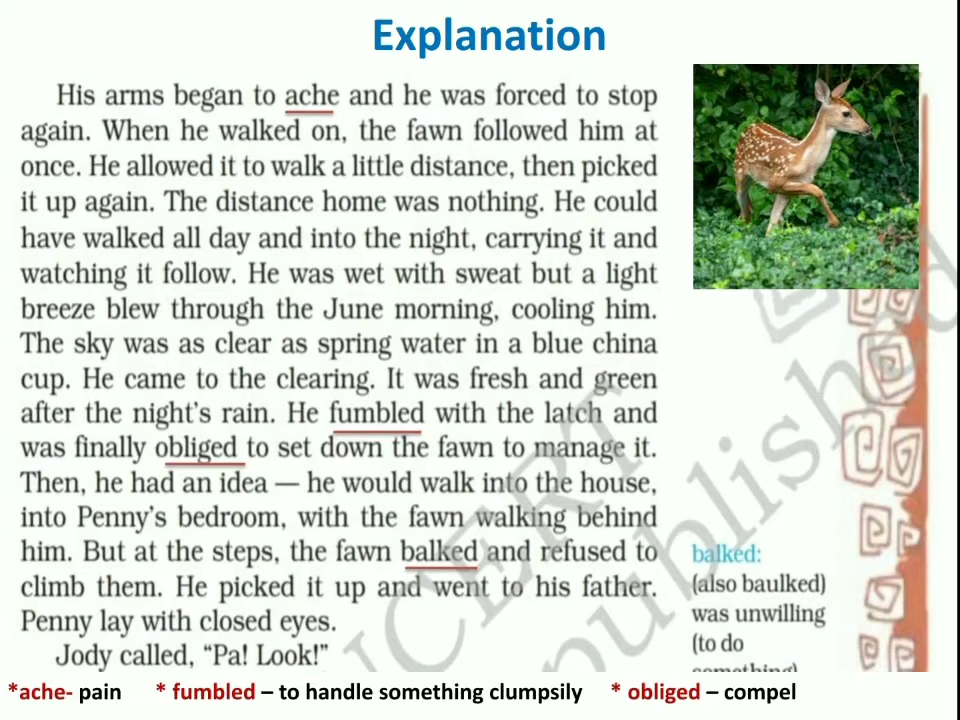 Explanation
His arms began to ache and he was forced to stop
again. When he walked on, the fawn followed him at
once. He allowed it to walk a little distance, then picked
it up again. The distance home was nothing. He could
have walked all day and into the night, carrying it and
watching it follow. He was wet with sweat but a light
breeze blew through the June morning, cooling him.
The sky was as clear as spring water in a blue china
cup. He came to the clearing. It was fresh and green
after the night's rain. He fumbled with the latch and
was finally obliged to set down the fawn to manage it.
Then, he had an idea — he would walk into the house,
into Penny's bedroom, with the fawn walking behind
him. But at the steps, the fawn balked and refused to
climb them. He picked it up and went to his father.
Penny lay with closed eyes.
Jody called, “Pa! Look!”
balked:
(also baulked)
was unwilling
(to do
something)
NCERT
published
*ache- pain * fumbled – to handle something clumpsily * obliged – compel